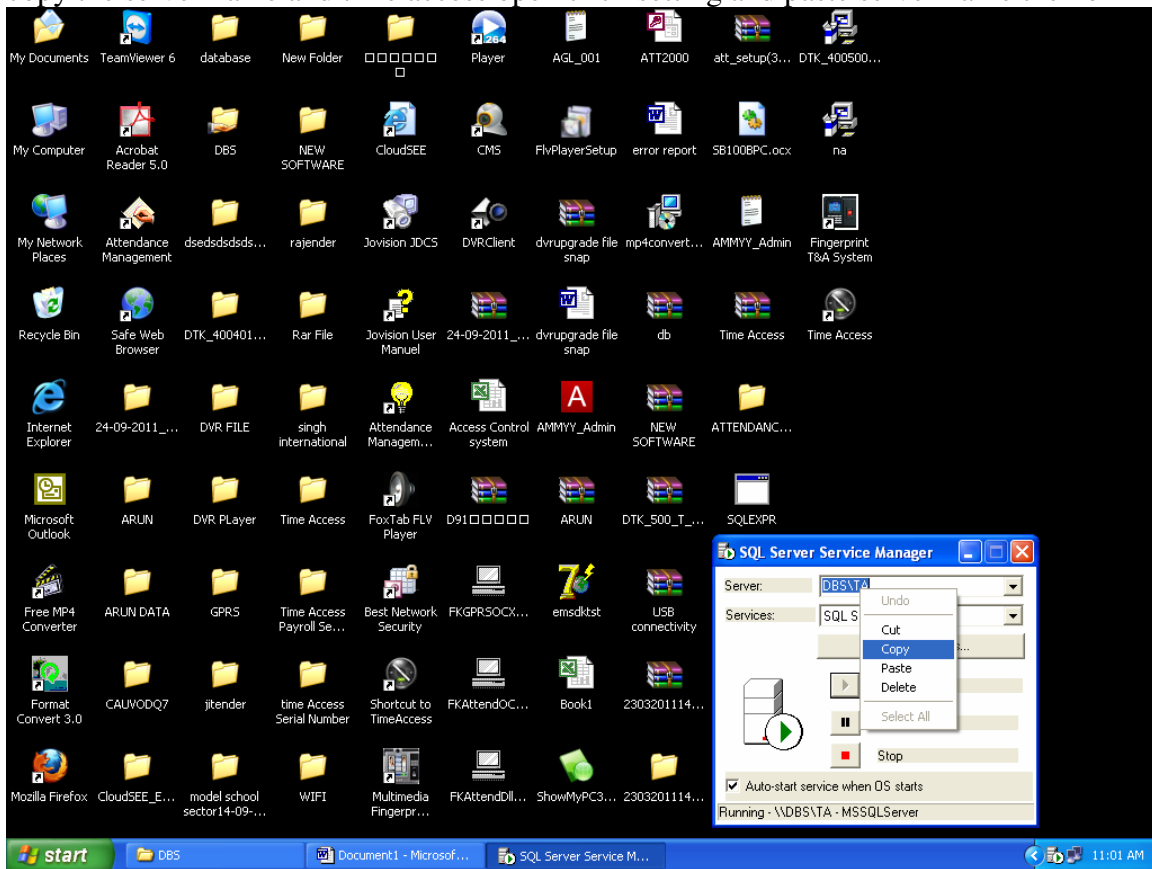 My Documents TeamViewer 6 database New Folder Player AGL_001 ATT2000 att_setup(3... DTK_400500...
My Computer Acrobat Reader 5.0 DBS NEW SOFTWARE CloudSEE CMS FlvPlayerSetup error report SB100BPC.ocx na
My Network Places Attendance Management dsedsdsdsds... rajender Jovision JDCS DVRClient dvrupgrade file snap mp4convert... AMMYY_Admin Fingerprint T&A System
Recycle Bin Safe Web Browser DTK_400401... Rar File Jovision User Manuel 24-09-2011_... dvrupgrade file snap db Time Access Time Access
Internet Explorer 24-09-2011_... DVR FILE singh international Attendance Managem... Access Control system AMMYY_Admin NEW SOFTWARE ATTENDANC...
Microsoft Outlook ARUN DVR PLayer Time Access FoxTab FLV Player D91 ARUN DTK_500_T_... SQLEXPR
Free MP4 Converter ARUN DATA GPRS Time Access Payroll Se... Best Network Security FKGPRSOCX... emsdktst USB connectivity
Format Convert 3.0 CAUVODQ7 jitender time Access Serial Number Shortcut to TimeAccess FKAttendOC... Book1 2303201114...
Mozilla Firefox CloudSEE_E... model school sector14-09-... WIFI Multimedia Fingerpr... FKAttendDll... ShowMyPC3... 2303201114...
SQL Server Service Manager
Server: DBS\TA
Services: SQL S
Undo
Cut
Copy
Paste
Delete
Select All
Stop
Auto-start service when OS starts
Running - \\DBS\TA - MSSQLServer
start DBS Document1 - Microsof... SQL Server Service M... 11:01 AM